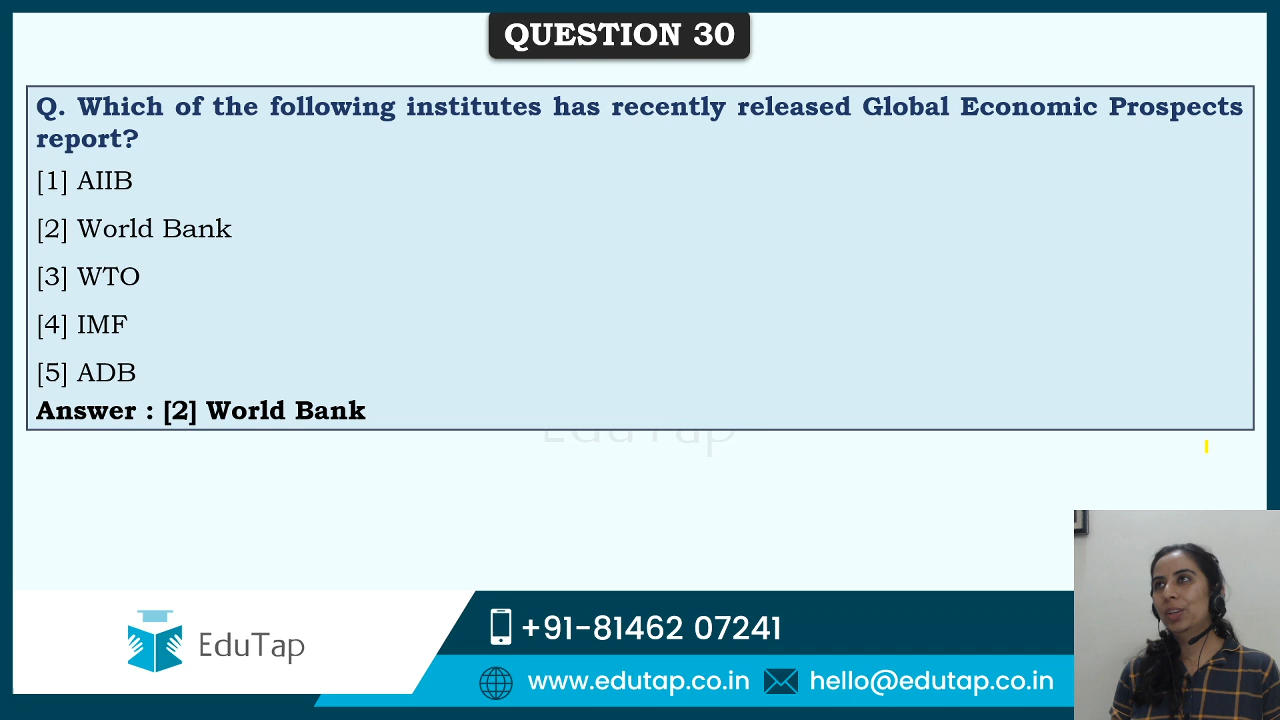 QUESTION 30
Q. Which of the following institutes has recently released Global Economic Prospects
report?
[1] AIIB
[2] World Bank
[3] WTO
[4] IMF
[5] ADB
Answer : [2] World Bank
EduTap
EduTap
+91-81462 07241
www.edutap.co.in
hello@edutap.co.in